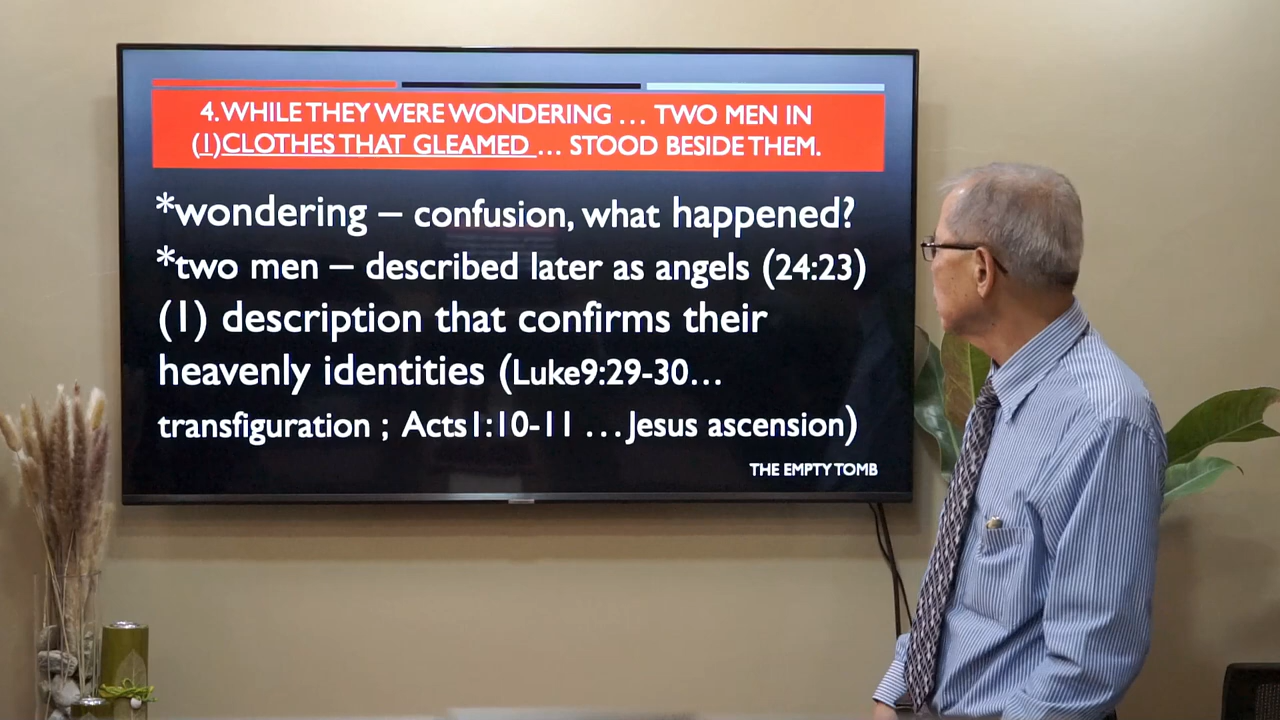 4. WHILE THEY WERE WONDERING … TWO MEN IN
(1)CLOTHES THAT GLEAMED … STOOD BESIDE THEM.
*wondering – confusion, what happened?
*two men – described later as angels (24:23)
(1) description that confirms their
heavenly identities (Luke9:29-30…
transfiguration ; Acts1:10-11 …Jesus ascension)
THE EMPTY TOMB